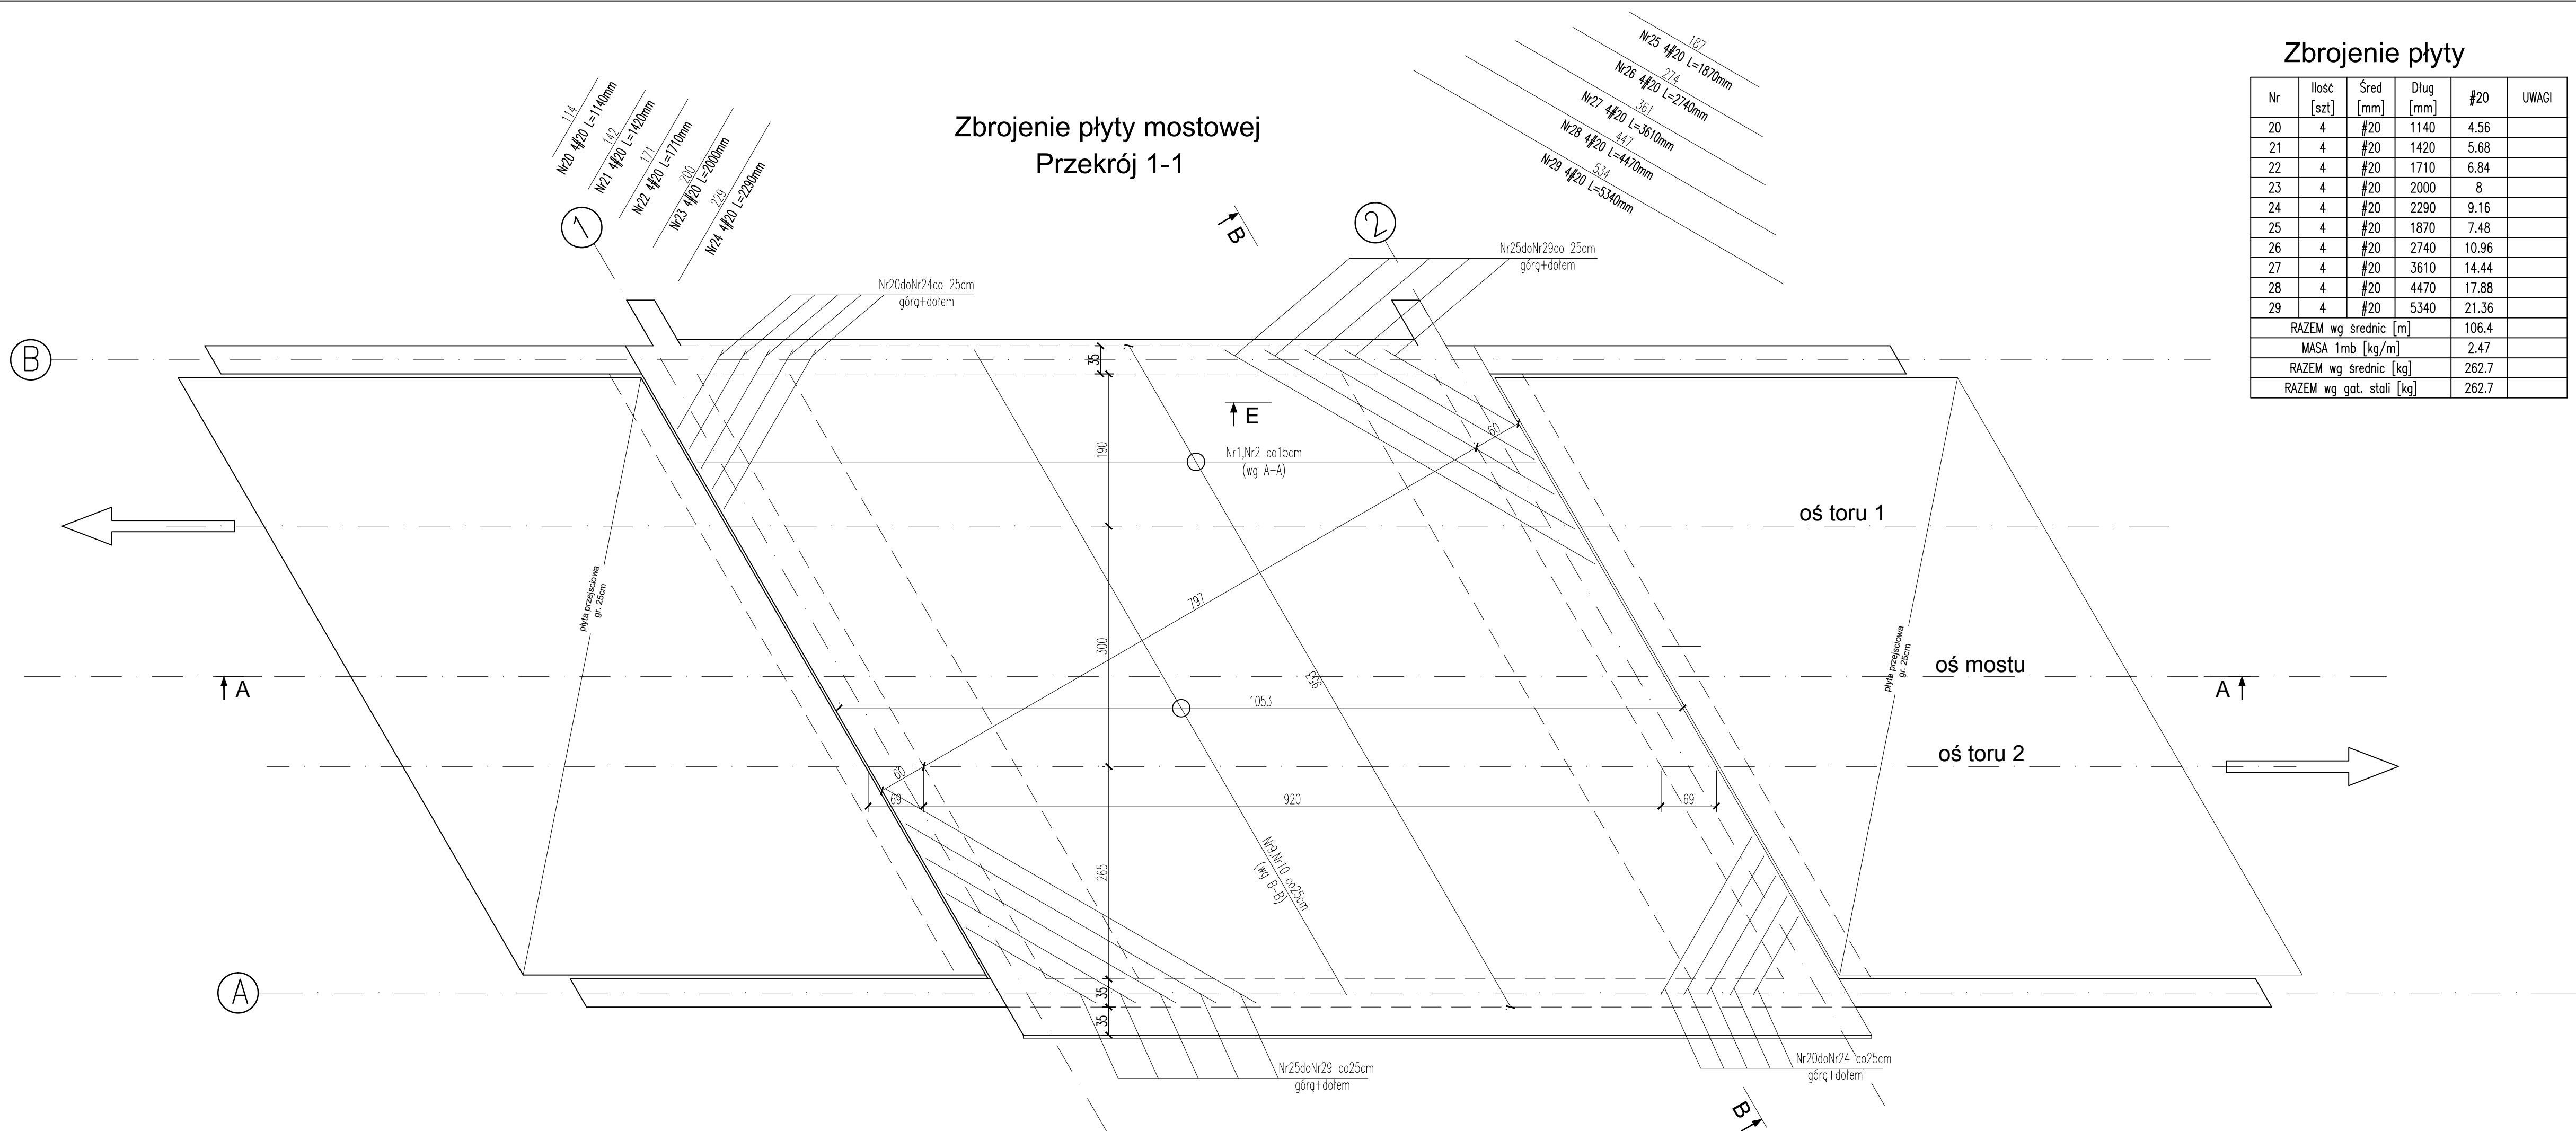 Zbrojenie płyty mostowej
Przekrój 1-1
114
Nr20 4#20 L=1140mm
142
Nr21 4#20 L=1420mm
171
Nr22 4#20 L=1710mm
200
Nr23 4#20 L=2000mm
229
Nr24 4#20 L=2290mm
187
Nr25 4#20 L=1870mm
274
Nr26 4#20 L=2740mm
361
Nr27 4#20 L=3610mm
447
Nr28 4#20 L=4470mm
534
Nr29 4#20 L=5340mm
Zbrojenie płyty
Nr Ilość [szt] Śred [mm] Dług [mm] #20 UWAGI
20 4 #20 1140 4.56
21 4 #20 1420 5.68
22 4 #20 1710 6.84
23 4 #20 2000 8
24 4 #20 2290 9.16
25 4 #20 1870 7.48
26 4 #20 2740 10.96
27 4 #20 3610 14.44
28 4 #20 4470 17.88
29 4 #20 5340 21.36
RAZEM wg średnic [m] 106.4
MASA 1mb [kg/m] 2.47
RAZEM wg średnic [kg] 262.7
RAZEM wg gat. stali [kg] 262.7
1
2
B
Nr20doNr24co 25cm
górą+dołem
Nr25doNr29co 25cm
górą+dołem
B
35
E
60
190
Nr1,Nr2 co15cm
(wg A-A)
oś toru 1
płyta przejściowa
gr. 25cm
797
300
953
płyta przejściowa
gr. 25cm
oś mostu
A
A
1053
oś toru 2
60
69
920
69
265
Nr9,Nr10 co25cm
(wg B-B)
A
35
35
Nr25doNr29 co25cm
górą+dołem
Nr20doNr24 co25cm
górą+dołem
B